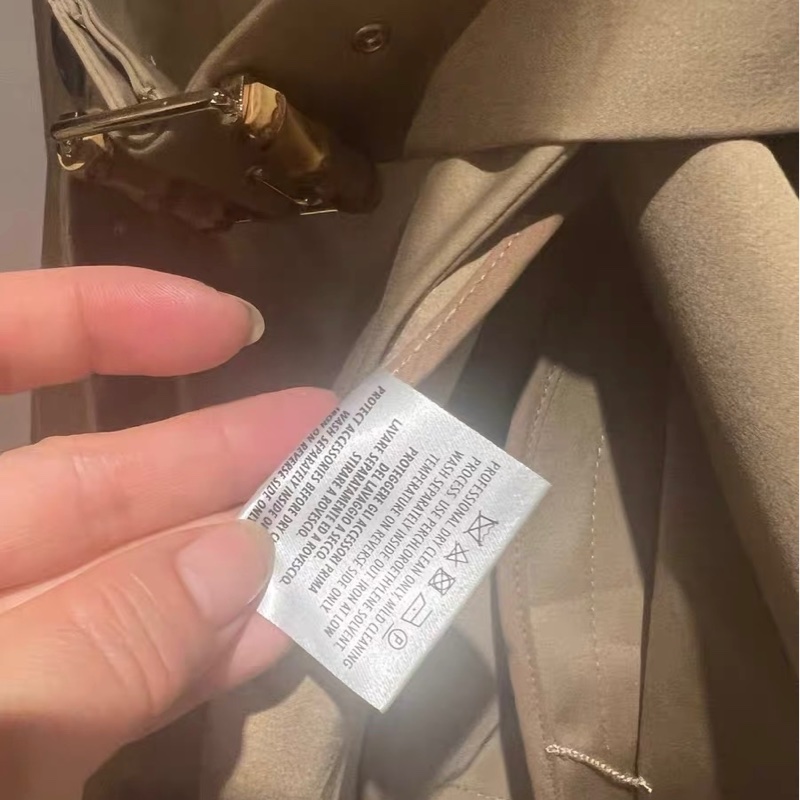 P
PROFESSIONAL DRY CLEAN ONLY, MILD CLEANING
PROCESS, USE PERCHLOROETHYLENE SOLVENT
WASH SEPARATELY INSIDE OUT, IRON AT LOW
TEMPERATURE ON REVERSE SIDE ONLY
PROTEGGERE GLI ACCESSORI PRIMA
DEL LAVAGGIO A SECCO.
LAVARE SEPARATAMENTE ED A ROVESCIO.
STIRARE A ROVESCIO.
PROTECT ACCESSORIES BEFORE DRY
WASH SEPARATELY/INSIDE
IRON ON REVERSE SIDE ONLY